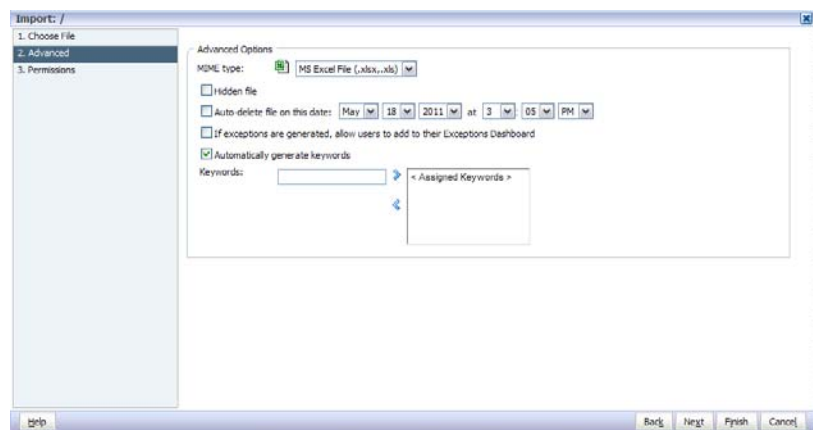 Import: /
1. Choose File
2. Advanced
3. Permissions
Advanced Options
MIME type: MS Excel File (.xlsx,.xls)
Hidden file
Auto-delete file on this date: May 18 2011 at 3 : 05 PM
If exceptions are generated, allow users to add to their Exceptions Dashboard
Automatically generate keywords
Keywords:
< Assigned Keywords >
Help Back Next Finish Cancel